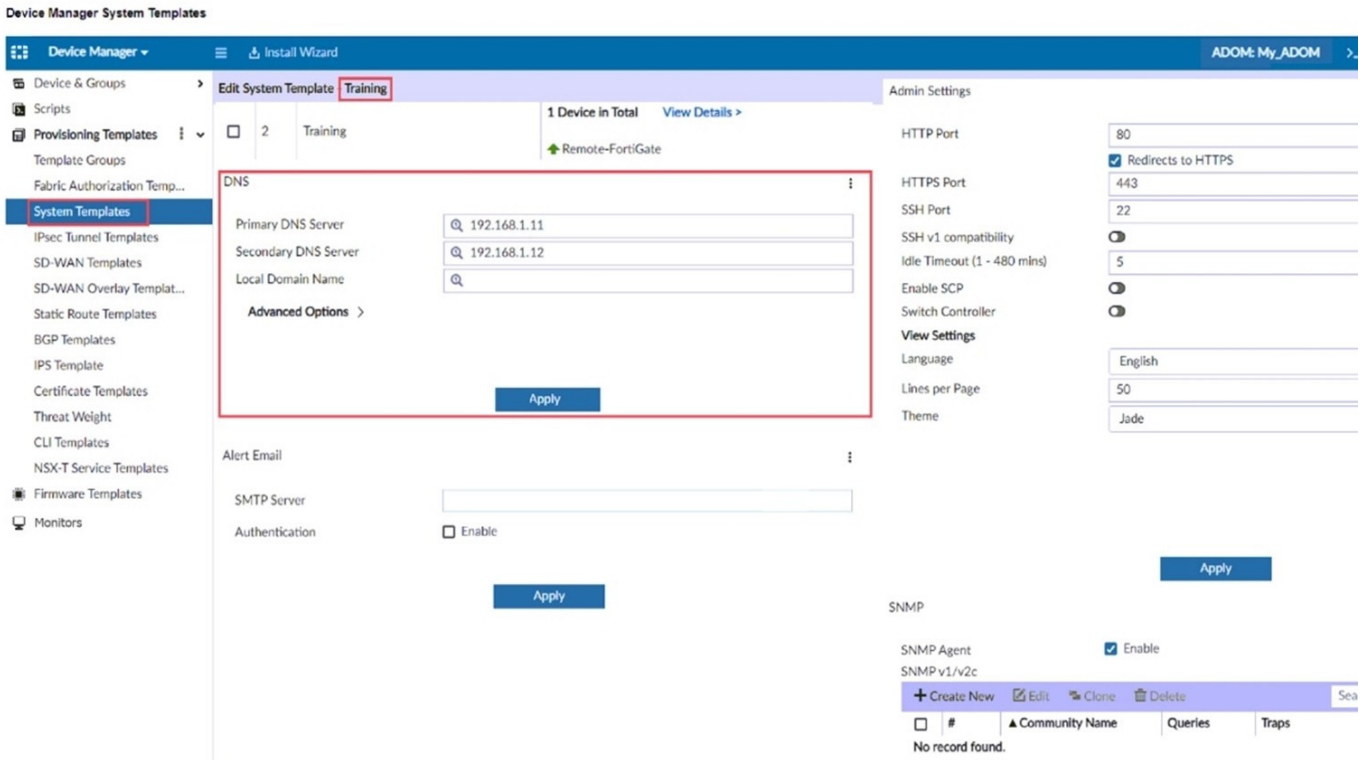 Device Manager System Templates
Device Manager
Install Wizard
ADOM: My_ADOM
>_
Device & Groups
Scripts
Provisioning Templates
Template Groups
Fabric Authorization Temp...
System Templates
IPsec Tunnel Templates
SD-WAN Templates
SD-WAN Overlay Templat...
Static Route Templates
BGP Templates
IPS Template
Certificate Templates
Threat Weight
CLI Templates
NSX-T Service Templates
Firmware Templates
Monitors
Edit System Template - Training
2 Training
1 Device in Total View Details >
Remote-FortiGate
DNS
Primary DNS Server 192.168.1.11
Secondary DNS Server 192.168.1.12
Local Domain Name
Advanced Options >
Apply
Alert Email
SMTP Server
Authentication Enable
Apply
Admin Settings
HTTP Port 80
Redirects to HTTPS
HTTPS Port 443
SSH Port 22
SSH v1 compatibility
Idle Timeout (1 - 480 mins) 5
Enable SCP
Switch Controller
View Settings
Language English
Lines per Page 50
Theme Jade
Apply
SNMP
SNMP Agent Enable
SNMP v1/v2c
+ Create New Edit Clone Delete Sea
# ▲ Community Name Queries Traps
No record found.